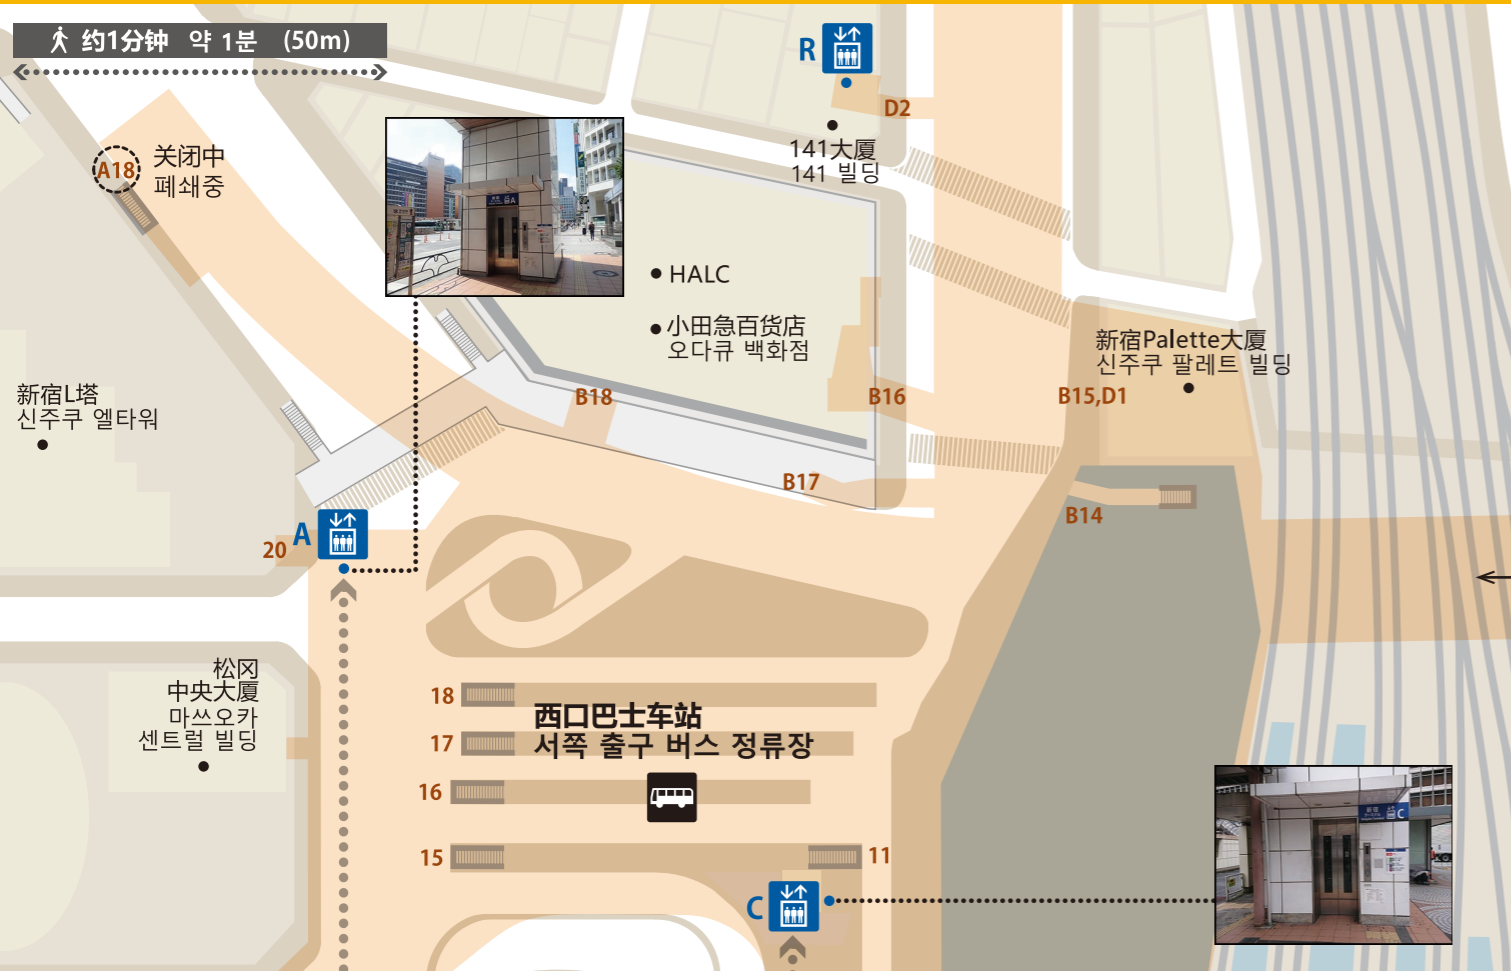 约1分钟 약 1분 (50m)
R
D2
141大厦
141 빌딩
A18
关闭中
폐쇄중
A
HALC
小田急百货店
오다큐 백화점
新宿Palette大厦
신주쿠 팔레트 빌딩
新宿L塔
신주쿠 엘타워
B18
B16
B15,D1
B17
B14
20
A
松冈
中央大厦
마쓰오카
센트럴 빌딩
18
西口巴士车站
서쪽 출구 버스 정류장
17
16
15
11
C
新宿
C